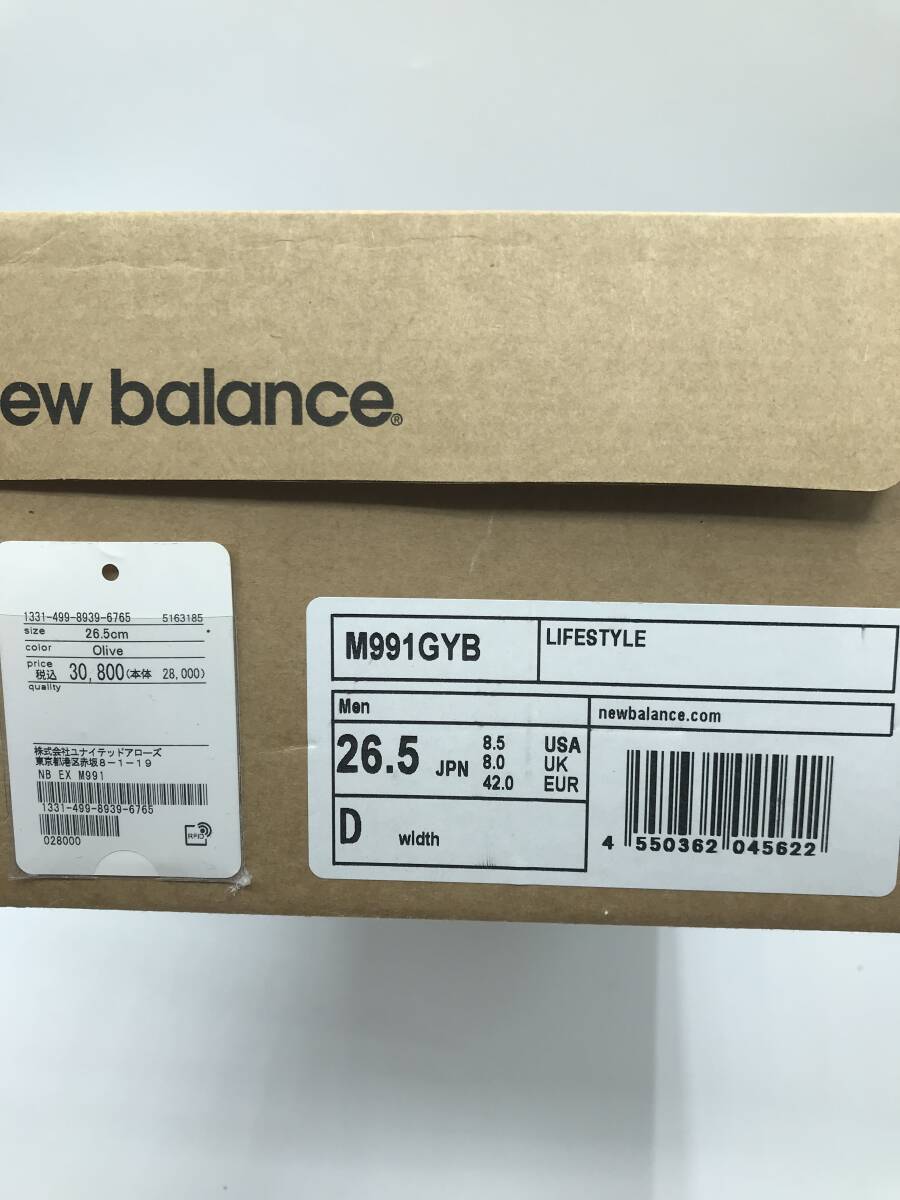 ew balance®
1331-499-8939-6765 5163185
size 26.5cm
color Olive
price
税込 30,800(本体 28,000)
quality
株式会社ユナイテッドアローズ
東京都港区赤坂8-1-19
NB EX M991
1331-499-8939-6765
028000
RFID
M991GYB
LIFESTYLE
Men
newbalance.com
26.5 JPN
8.5 USA
8.0 UK
42.0 EUR
D width
4 550362 045622